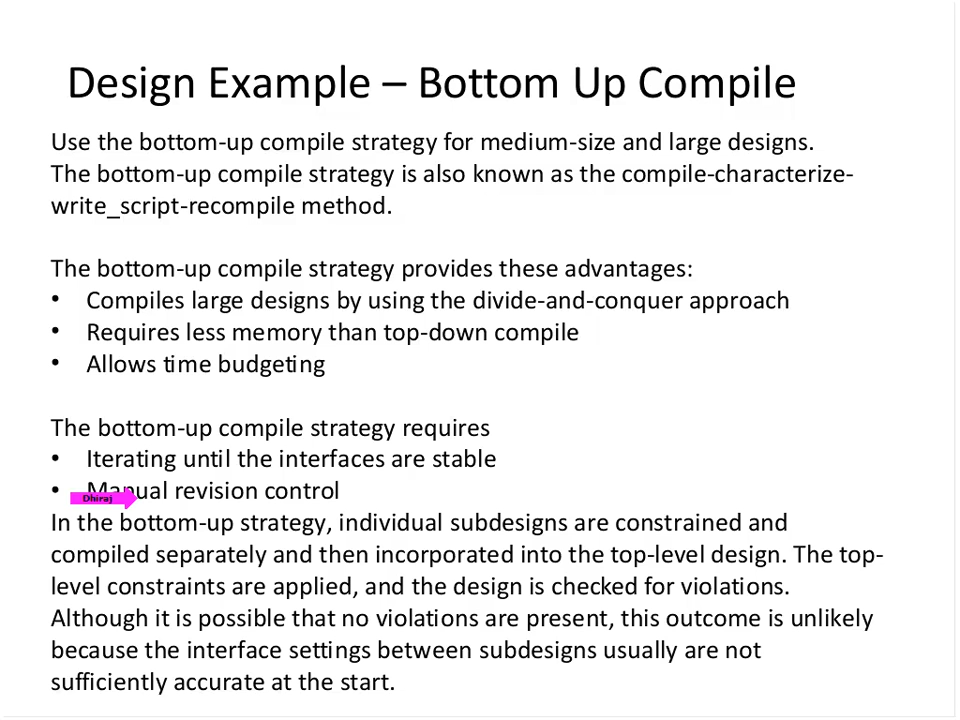 Design Example – Bottom Up Compile
Use the bottom-up compile strategy for medium-size and large designs.
The bottom-up compile strategy is also known as the compile-characterize-
write_script-recompile method.
The bottom-up compile strategy provides these advantages:
• Compiles large designs by using the divide-and-conquer approach
• Requires less memory than top-down compile
• Allows time budgeting
The bottom-up compile strategy requires
• Iterating until the interfaces are stable
• Manual revision control
Dhiraj
In the bottom-up strategy, individual subdesigns are constrained and
compiled separately and then incorporated into the top-level design. The top-
level constraints are applied, and the design is checked for violations.
Although it is possible that no violations are present, this outcome is unlikely
because the interface settings between subdesigns usually are not
sufficiently accurate at the start.